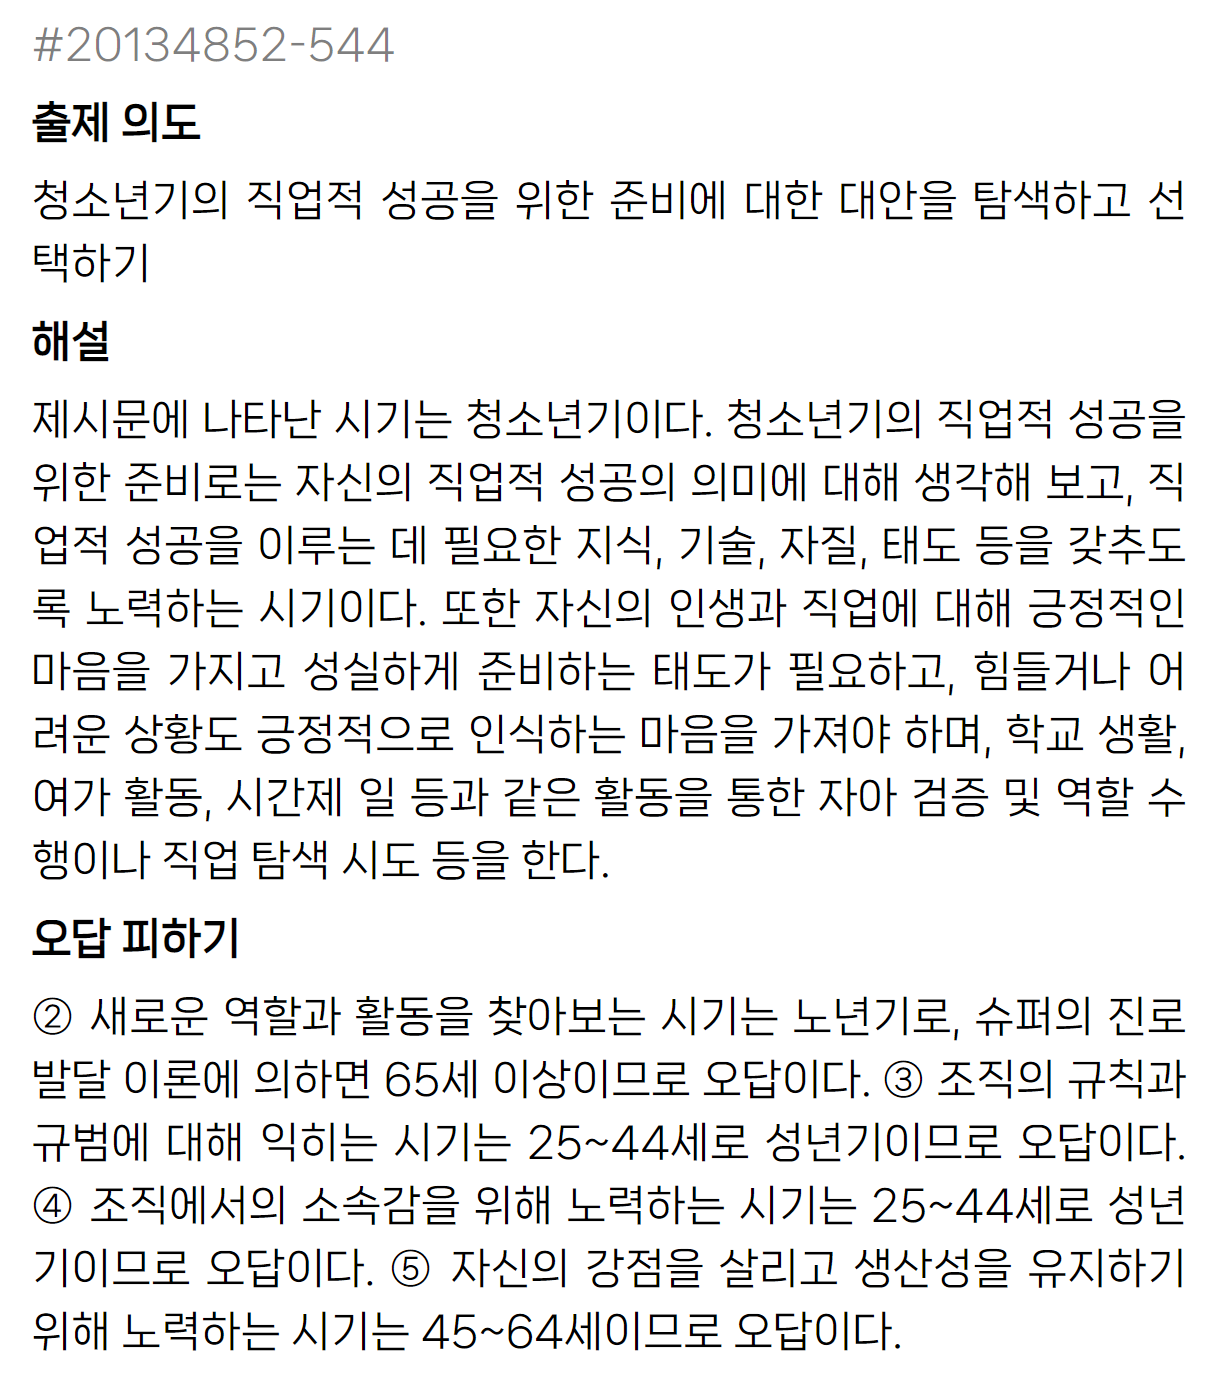 #20134852-544
출제 의도
청소년기의 직업적 성공을 위한 준비에 대한 대안을 탐색하고 선
택하기
해설
제시문에 나타난 시기는 청소년기이다. 청소년기의 직업적 성공을
위한 준비로는 자신의 직업적 성공의 의미에 대해 생각해 보고, 직
업적 성공을 이루는 데 필요한 지식, 기술, 자질, 태도 등을 갖추도
록 노력하는 시기이다. 또한 자신의 인생과 직업에 대해 긍정적인
마음을 가지고 성실하게 준비하는 태도가 필요하고, 힘들거나 어
려운 상황도 긍정적으로 인식하는 마음을 가져야 하며, 학교 생활,
여가 활동, 시간제 일 등과 같은 활동을 통한 자아 검증 및 역할 수
행이나 직업 탐색 시도 등을 한다.
오답 피하기
② 새로운 역할과 활동을 찾아보는 시기는 노년기로, 슈퍼의 진로
발달 이론에 의하면 65세 이상이므로 오답이다. ③ 조직의 규칙과
규범에 대해 익히는 시기는 25~44세로 성년기이므로 오답이다.
④ 조직에서의 소속감을 위해 노력하는 시기는 25~44세로 성년
기이므로 오답이다. ⑤ 자신의 강점을 살리고 생산성을 유지하기
위해 노력하는 시기는 45~64세이므로 오답이다.